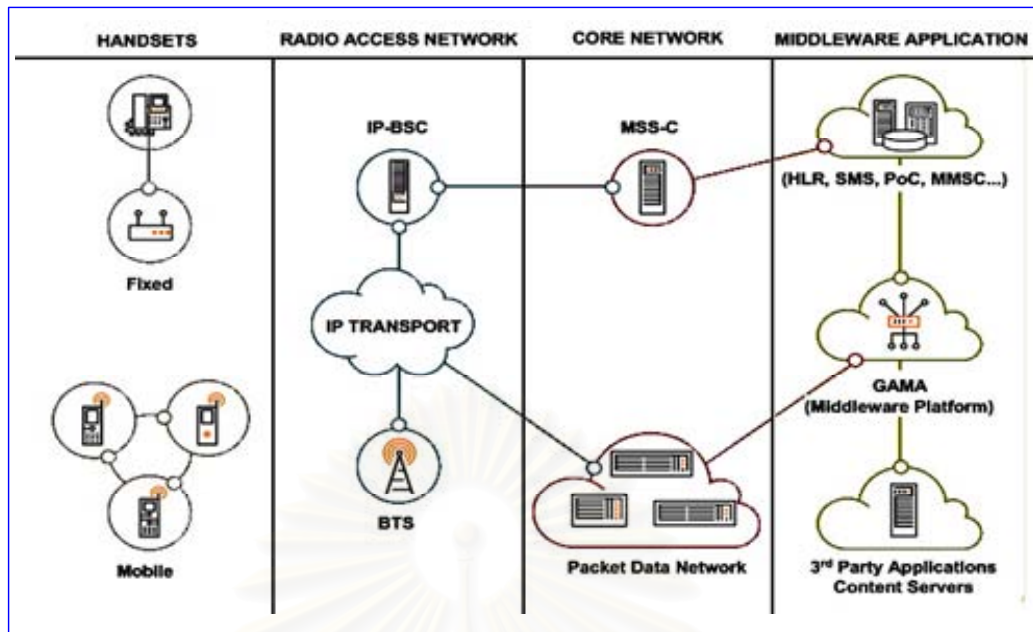 HANDSETS
RADIO ACCESS NETWORK
CORE NETWORK
MIDDLEWARE APPLICATION
Fixed
Mobile
IP-BSC
IP TRANSPORT
BTS
MSS-C
Packet Data Network
(HLR, SMS, PoC, MMSC...)
GAMA
(Middleware Platform)
3rd Party Applications
Content Servers